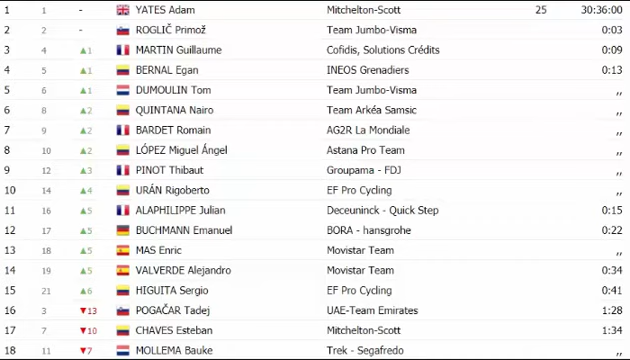 1 1 - YATES Adam Mitchelton-Scott 25 30:36:00
2 2 - ROGLIČ Primož Team Jumbo-Visma 0:03
3 4 ▲1 MARTIN Guillaume Cofidis, Solutions Crédits 0:09
4 5 ▲1 BERNAL Egan INEOS Grenadiers 0:13
5 6 ▲1 DUMOULIN Tom Team Jumbo-Visma ,,
6 8 ▲2 QUINTANA Nairo Team Arkéa Samsic ,,
7 9 ▲2 BARDET Romain AG2R La Mondiale ,,
8 10 ▲2 LÓPEZ Miguel Ángel Astana Pro Team ,,
9 12 ▲3 PINOT Thibaut Groupama - FDJ ,,
10 14 ▲4 URÁN Rigoberto EF Pro Cycling ,,
11 16 ▲5 ALAPHILIPPE Julian Deceuninck - Quick Step 0:15
12 17 ▲5 BUCHMANN Emanuel BORA - hansgrohe 0:22
13 18 ▲5 MAS Enric Movistar Team ,,
14 19 ▲5 VALVERDE Alejandro Movistar Team 0:34
15 21 ▲6 HIGUITA Sergio EF Pro Cycling 0:41
16 3 ▼13 POGAČAR Tadej UAE-Team Emirates 1:28
17 7 ▼10 CHAVES Esteban Mitchelton-Scott 1:34
18 11 ▼7 MOLLEMA Bauke Trek - Segafredo ,,